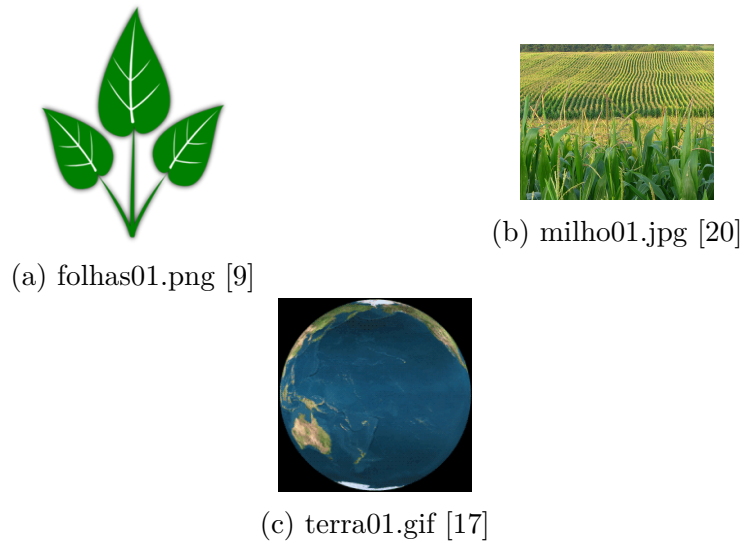 (a) folhas01.png [9]
(b) milho01.jpg [20]
(c) terra01.gif [17]